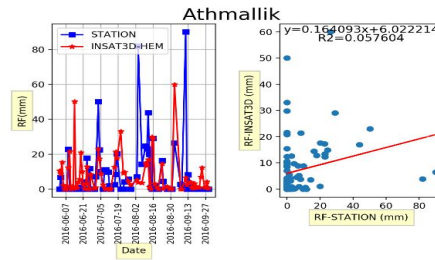 Athmallik
STATION
INSAT3D-HEM
RF(mm)
80
60
40
20
0
2016-06-07
2016-06-21
2016-07-05
2016-07-19
2016-08-02
2016-08-16
2016-08-30
2016-09-13
2016-09-27
Date
y=0.164093x+6.022214
R2=0.057604
RF-INSAT3D (mm)
60
50
40
30
20
10
0
0
20
40
60
80
RF-STATION (mm)